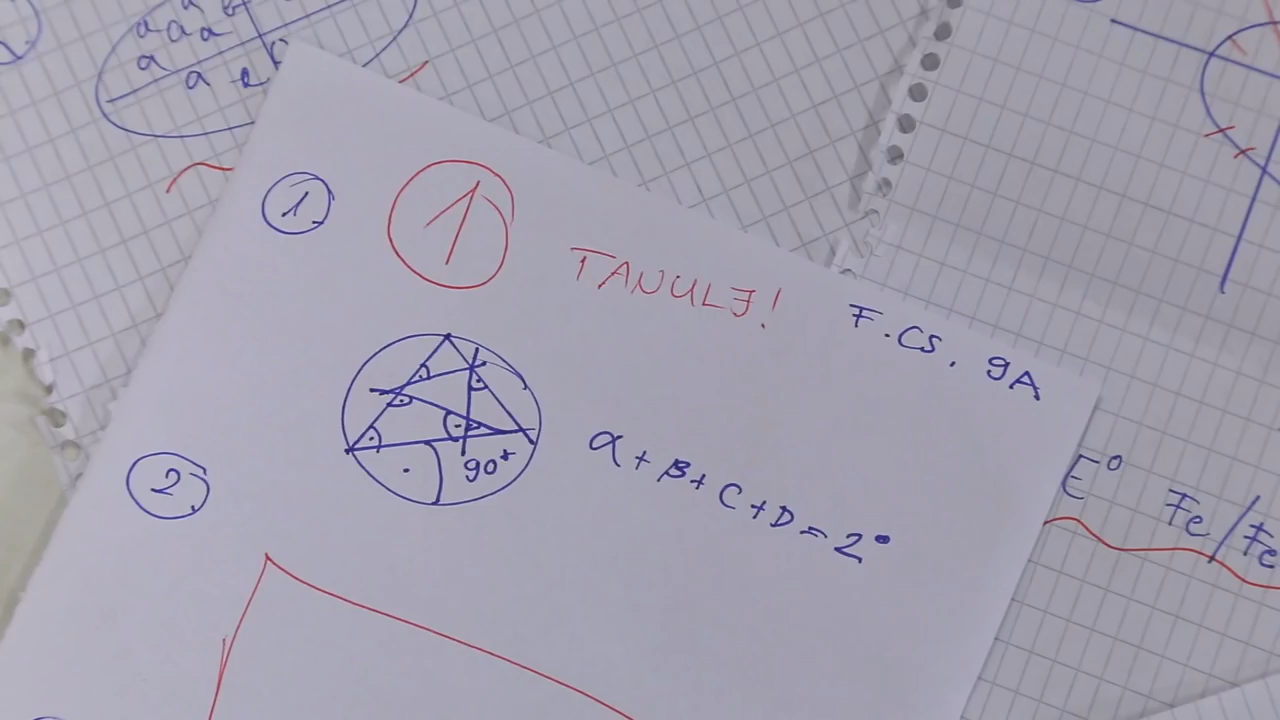 a
a a a
a
a e
1.
1
TANULJ!
F. CS. 9A
90+
α + β + C + D = 2°
2.
E° Fe/Fe